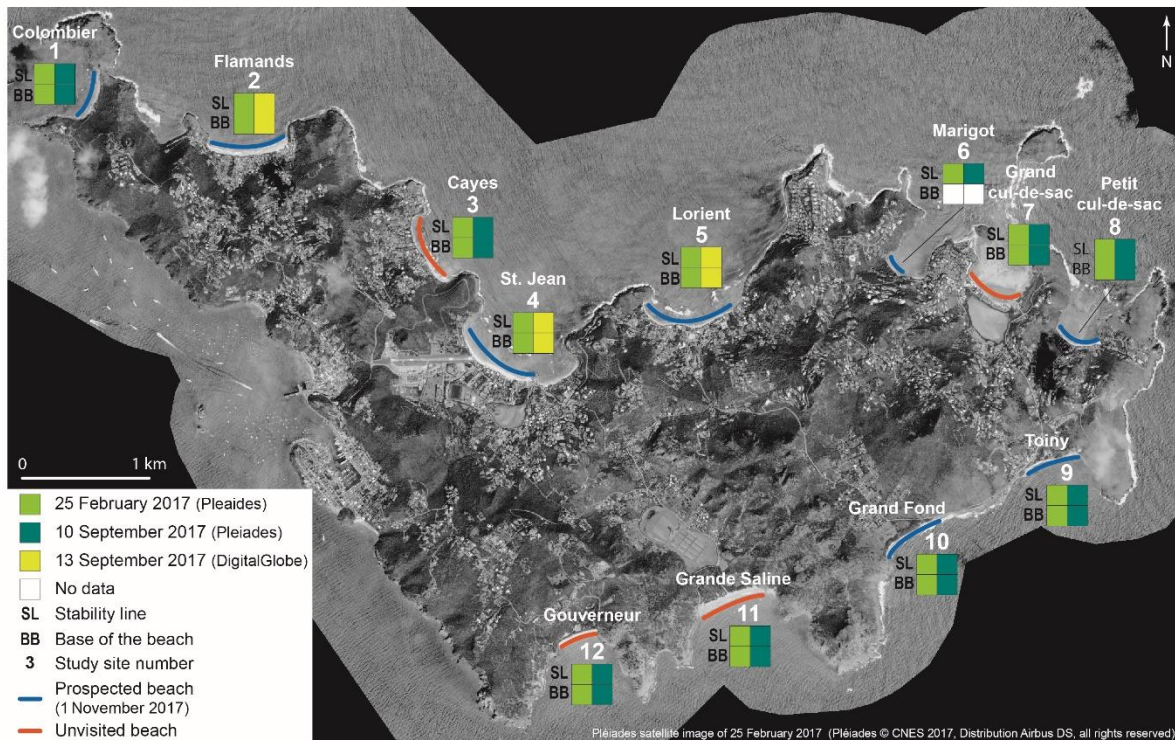 Colombier
1
SL
BB
Flamands
2
SL
BB
Cayes
3
SL
BB
St. Jean
4
SL
BB
Lorient
5
SL
BB
Marigot
6
SL
BB
Grand
cul-de-sac
7
SL
BB
Petit
cul-de-sac
8
SL
BB
Toiny
9
SL
BB
Grand Fond
10
SL
BB
Grande Saline
11
SL
BB
Gouverneur
12
SL
BB
N
0 1 km
25 February 2017 (Pleaides)
10 September 2017 (Pleiades)
13 September 2017 (DigitalGlobe)
No data
SL Stability line
BB Base of the beach
3 Study site number
Prospected beach
(1 November 2017)
Unvisited beach
Pléiades satellite image of 25 February 2017 (Pléiades © CNES 2017, Distribution Airbus DS, all rights reserved)